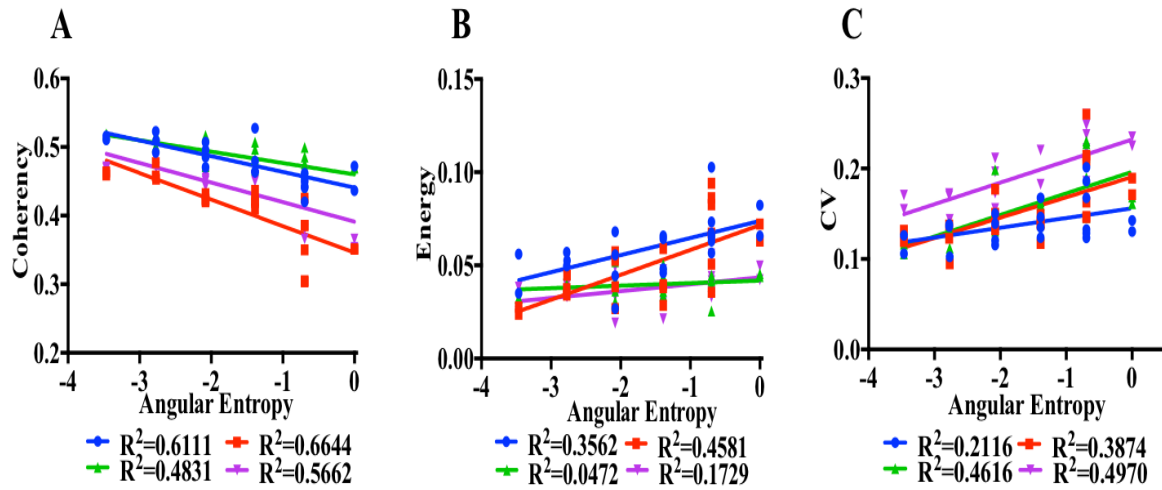 A
Coherency
0.6
0.5
0.4
0.3
0.2
-4 -3 -2 -1 0
Angular Entropy
R²=0.6111 R²=0.6644
R²=0.4831 R²=0.5662
B
Energy
0.15
0.10
0.05
0.00
-4 -3 -2 -1 0
Angular Entropy
R²=0.3562 R²=0.4581
R²=0.0472 R²=0.1729
C
CV
0.3
0.2
0.1
0.0
-4 -3 -2 -1 0
Angular Entropy
R²=0.2116 R²=0.3874
R²=0.4616 R²=0.4970